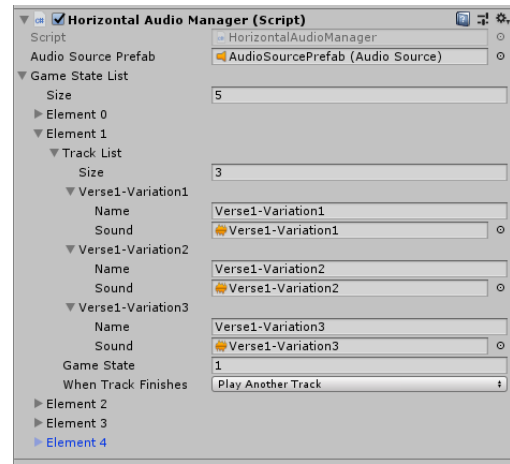 Horizontal Audio Manager (Script)
Script HorizontalAudioManager
Audio Source Prefab AudioSourcePrefab (Audio Source)
Game State List
Size 5
Element 0
Element 1
Track List
Size 3
Verse1-Variation1
Name Verse1-Variation1
Sound Verse1-Variation1
Verse1-Variation2
Name Verse1-Variation2
Sound Verse1-Variation2
Verse1-Variation3
Name Verse1-Variation3
Sound Verse1-Variation3
Game State 1
When Track Finishes Play Another Track
Element 2
Element 3
Element 4